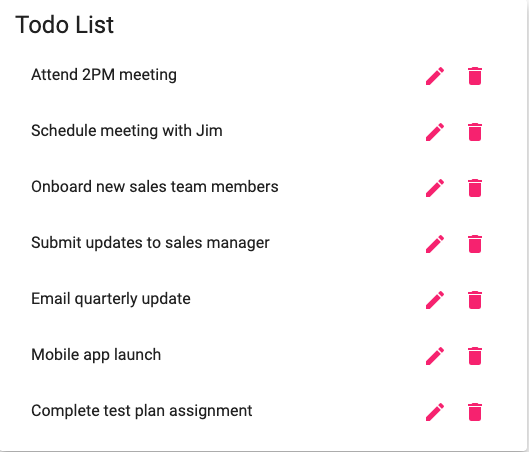 Todo List
Attend 2PM meeting
Schedule meeting with Jim
Onboard new sales team members
Submit updates to sales manager
Email quarterly update
Mobile app launch
Complete test plan assignment